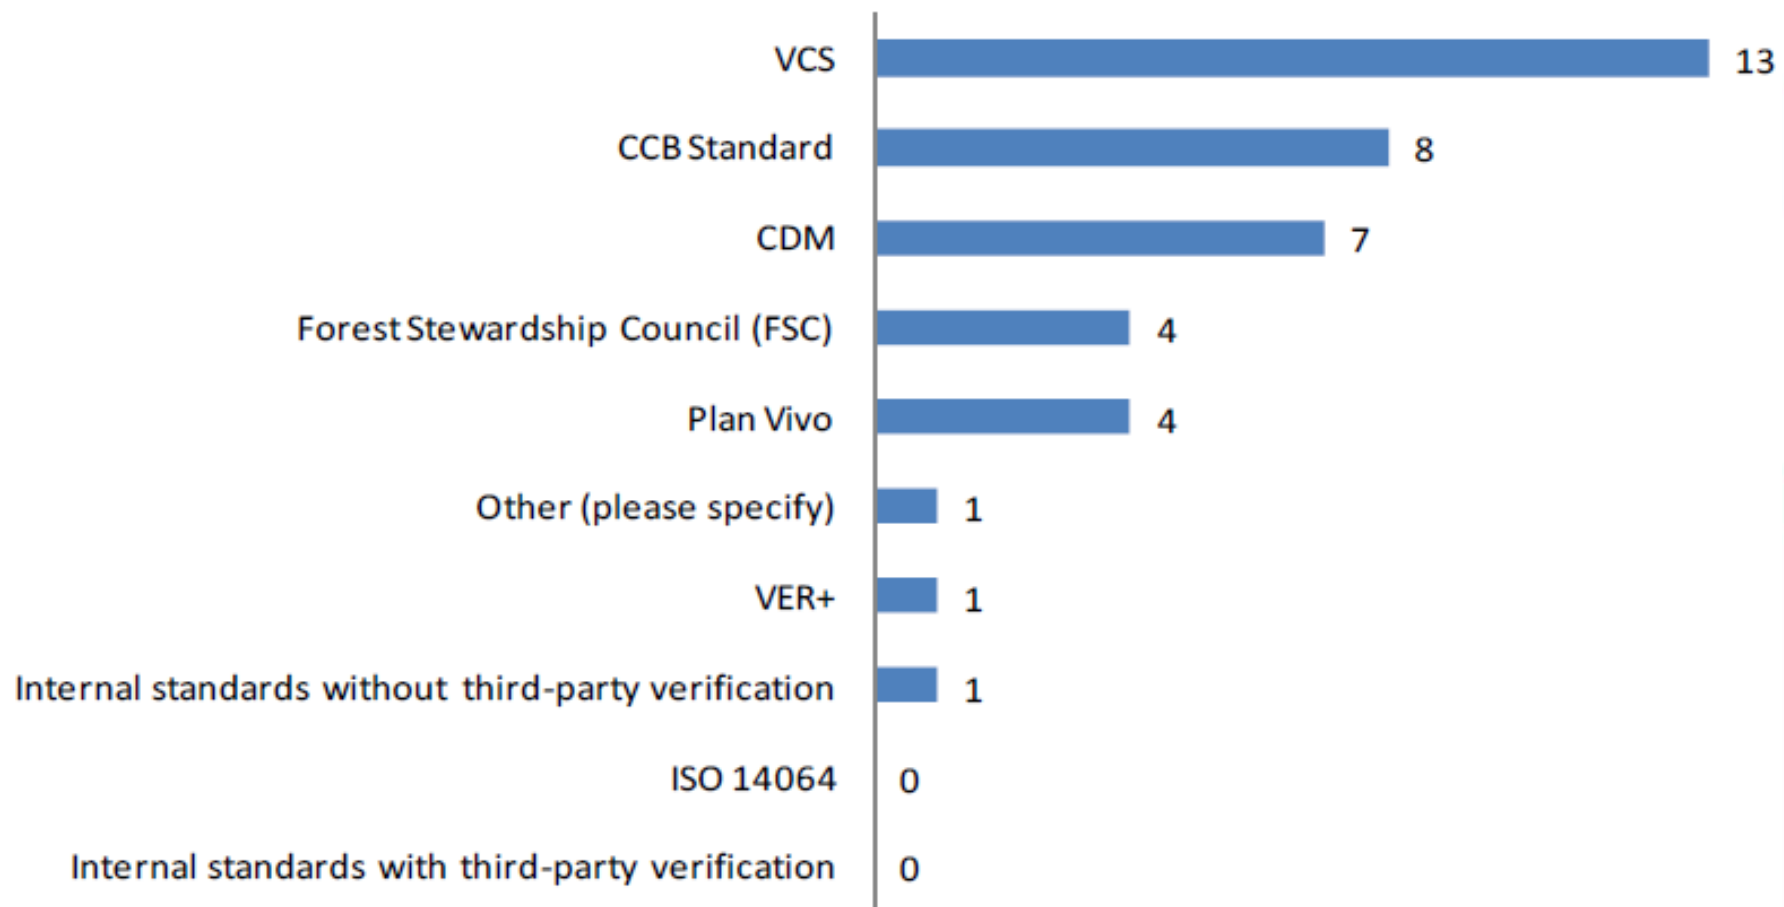 VCS 13
CCB Standard 8
CDM 7
Forest Stewardship Council (FSC) 4
Plan Vivo 4
Other (please specify) 1
VER+ 1
Internal standards without third-party verification 1
ISO 14064 0
Internal standards with third-party verification 0